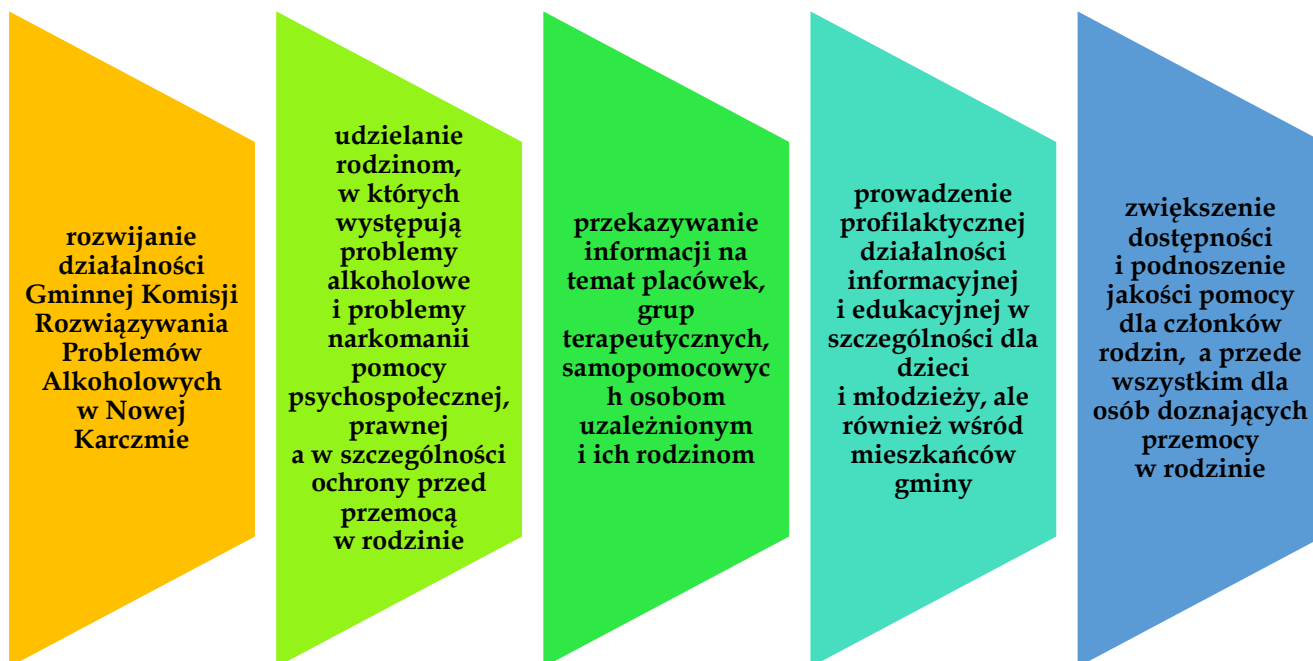 rozwijanie
działalności
Gminnej Komisji
Rozwiązywania
Problemów
Alkoholowych
w Nowej
Karczmie
udzielanie
rodzinom,
w których
występują
problemy
alkoholowe
i problemy
narkomanii
pomocy
psychospołecznej,
prawnej
a w szczególności
ochrony przed
przemocą
w rodzinie
przekazywanie
informacji na
temat placówek,
grup
terapeutycznych,
samopomocowyc
h osobom
uzależnionym
i ich rodzinom
prowadzenie
profilaktycznej
działalności
informacyjnej
i edukacyjnej w
szczególności dla
dzieci
i młodzieży, ale
również wśród
mieszkańców
gminy
zwiększenie
dostępności
i podnoszenie
jakości pomocy
dla członków
rodzin, a przede
wszystkim dla
osób doznających
przemocy
w rodzinie